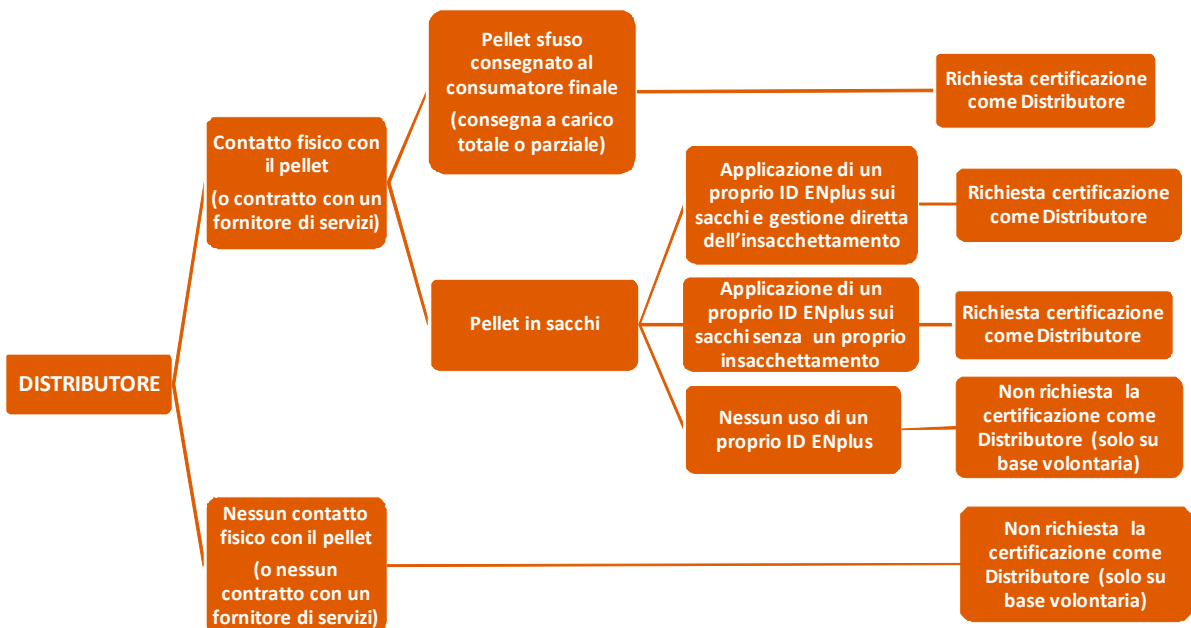 DISTRIBUTORE
Contatto fisico con
il pellet
(o contratto con un
fornitore di servizi)
Pellet sfuso
consegnato al
consumatore finale
(consegna a carico
totale o parziale)
Richiesta certificazione
come Distributore
Pellet in sacchi
Applicazione di un
proprio ID ENplus sui
sacchi e gestione diretta
dell'insacchettamento
Richiesta certificazione
come Distributore
Applicazione di un
proprio ID ENplus sui
sacchi senza un proprio
insacchettamento
Richiesta certificazione
come Distributore
Nessun uso di un
proprio ID ENplus
Non richiesta la
certificazione come
Distributore (solo su
base volontaria)
Nessun contatto
fisico con il pellet
(o nessun
contratto con un
fornitore di servizi)
Non richiesta la
certificazione come
Distributore (solo su
base volontaria)